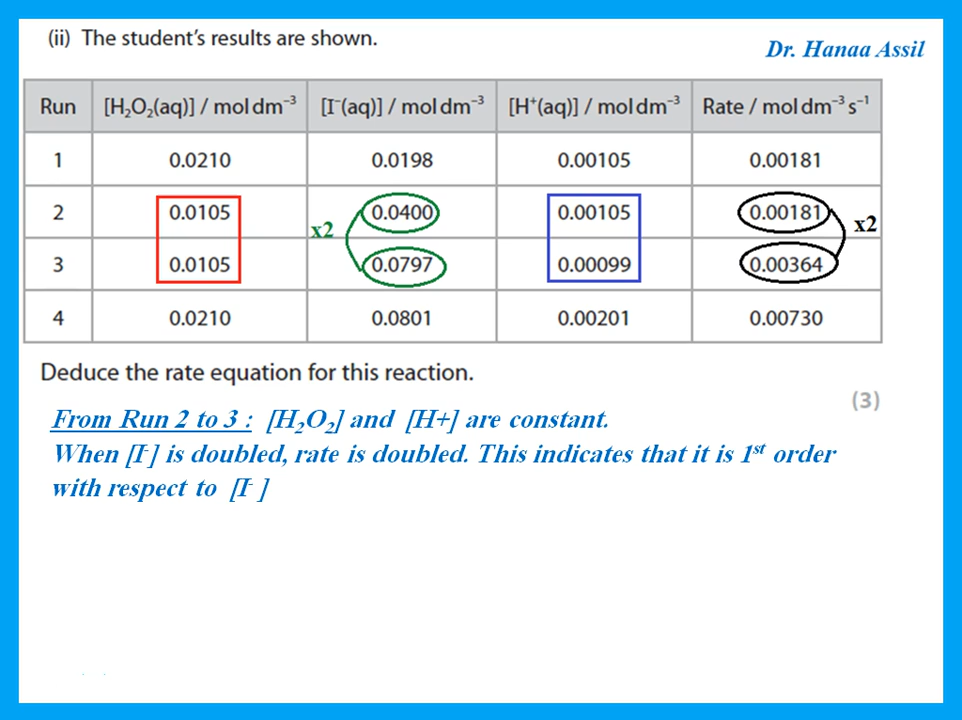 (ii) The student's results are shown.
Dr. Hanaa Assil
Run [H₂O₂(aq)] / mol dm⁻³ [I⁻(aq)] / mol dm⁻³ [H⁺(aq)] / mol dm⁻³ Rate / mol dm⁻³ s⁻¹
1 0.0210 0.0198 0.00105 0.00181
2 0.0105 0.0400 0.00105 0.00181
x2 x2
3 0.0105 0.0797 0.00099 0.00364
4 0.0210 0.0801 0.00201 0.00730
Deduce the rate equation for this reaction.
(3)
From Run 2 to 3 : [H₂O₂] and [H+] are constant.
When [I⁻] is doubled, rate is doubled. This indicates that it is 1ˢᵗ order
with respect to [I⁻ ]